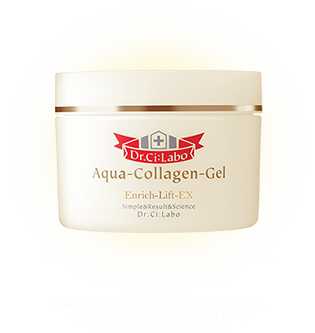 Dr.Ci:Labo
Aqua-Collagen-Gel
Enrich-Lift-EX
Simple&Result&Science
Dr.Ci:Labo